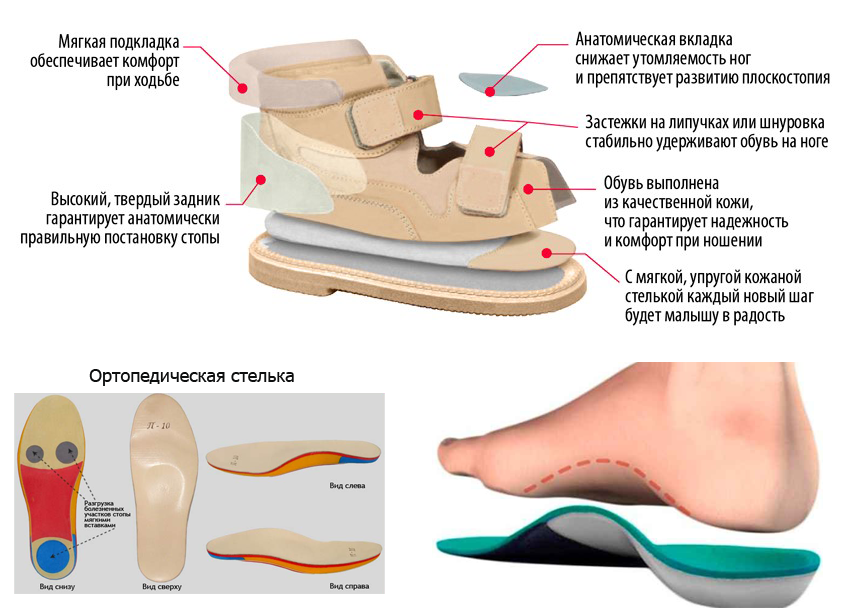 Мягкая подкладка
обеспечивает комфорт
при ходьбе
Анатомическая вкладка
снижает утомляемость ног
и препятствует развитию плоскостопия
Застежки на липучках или шнуровка
стабильно удерживают обувь на ноге
Высокий, твердый задник
гарантирует анатомически
правильную постановку стопы
Обувь выполнена
из качественной кожи,
что гарантирует надежность
и комфорт при ношении
С мягкой, упругой кожаной
стелькой каждый новый шаг
будет малышу в радость
Ортопедическая стелька
П - 10
Разгрузка
болезненных
участков стопы
мягкими
вставками
Вид слева
Вид снизу
Вид сверху
Вид справа